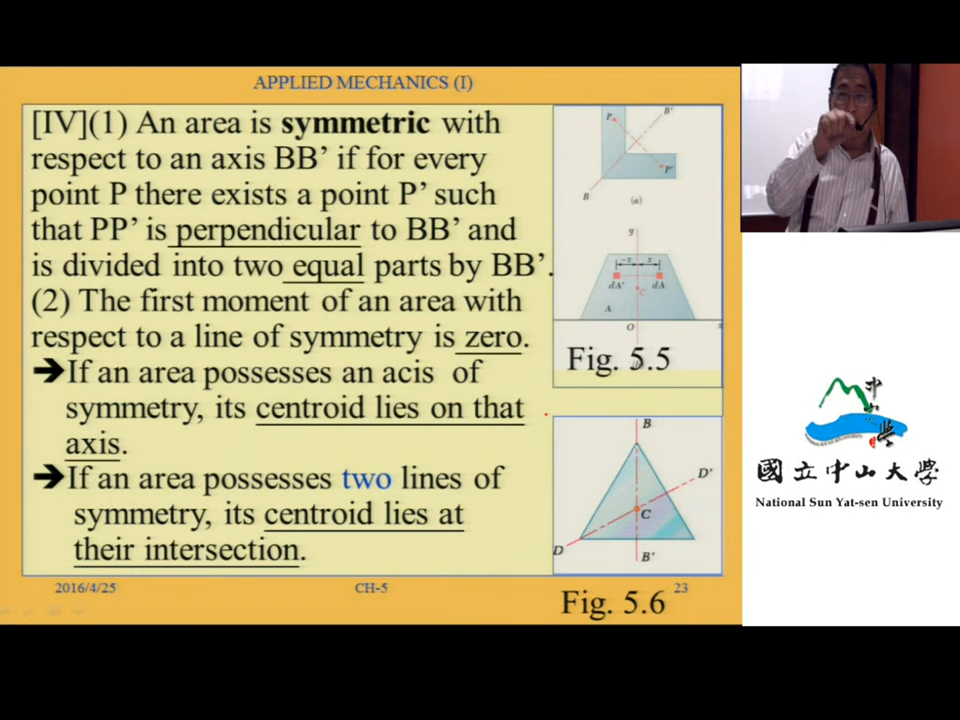 APPLIED MECHANICS (I)
[IV](1) An area is symmetric with
respect to an axis BB’ if for every
point P there exists a point P’ such
that PP’ is perpendicular to BB’ and
is divided into two equal parts by BB’.
(2) The first moment of an area with
respect to a line of symmetry is zero.
➔If an area possesses an acis of
symmetry, its centroid lies on that
axis.
➔If an area possesses two lines of
symmetry, its centroid lies at
their intersection.
P
B'
P'
B
(a)
y
-x
x
dA'
dA
C
A
O
x
Fig. 5.5
B
D'
C
D
B'
Fig. 5.6
2016/4/25
CH-5
23
中山大學
國立中山大學
National Sun Yat-sen University